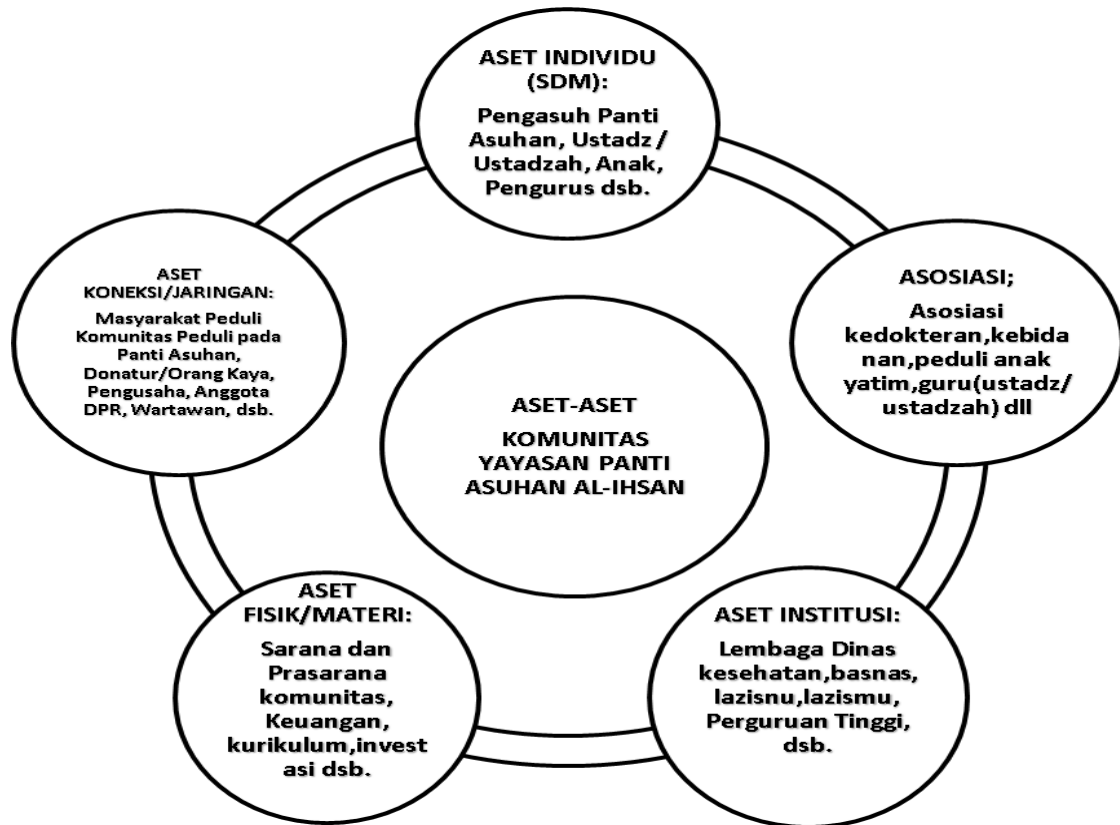 ASET INDIVIDU
(SDM):
Pengasuh Panti
Asuhan, Ustadz /
Ustadzah, Anak,
Pengurus dsb.
ASOSIASI;
Asosiasi
kedokteran,kebida
nan,peduli anak
yatim,guru(ustadz/
ustadzah) dll
ASET INSTITUSI:
Lembaga Dinas
kesehatan,basnas,
lazisnu,lazismu,
Perguruan Tinggi,
dsb.
ASET
FISIK/MATERI:
Sarana dan
Prasarana
komunitas,
Keuangan,
kurikulum,invest
asi dsb.
ASET
KONEKSI/JARINGAN:
Masyarakat Peduli
Komunitas Peduli pada
Panti Asuhan,
Donatur/Orang Kaya,
Pengusaha, Anggota
DPR, Wartawan, dsb.
ASET-ASET
KOMUNITAS
YAYASAN PANTI
ASUHAN AL-IHSAN